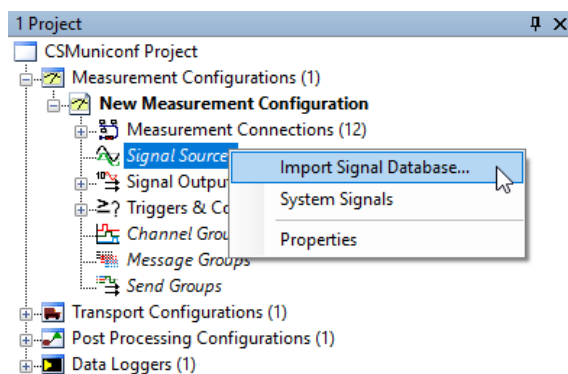 1 Project
CSMuniconf Project
Measurement Configurations (1)
New Measurement Configuration
Measurement Connections (12)
Signal Source
Import Signal Database...
Signal Outpu
System Signals
Triggers & Co
Channel Grou
Properties
Message Groups
Send Groups
Transport Configurations (1)
Post Processing Configurations (1)
Data Loggers (1)